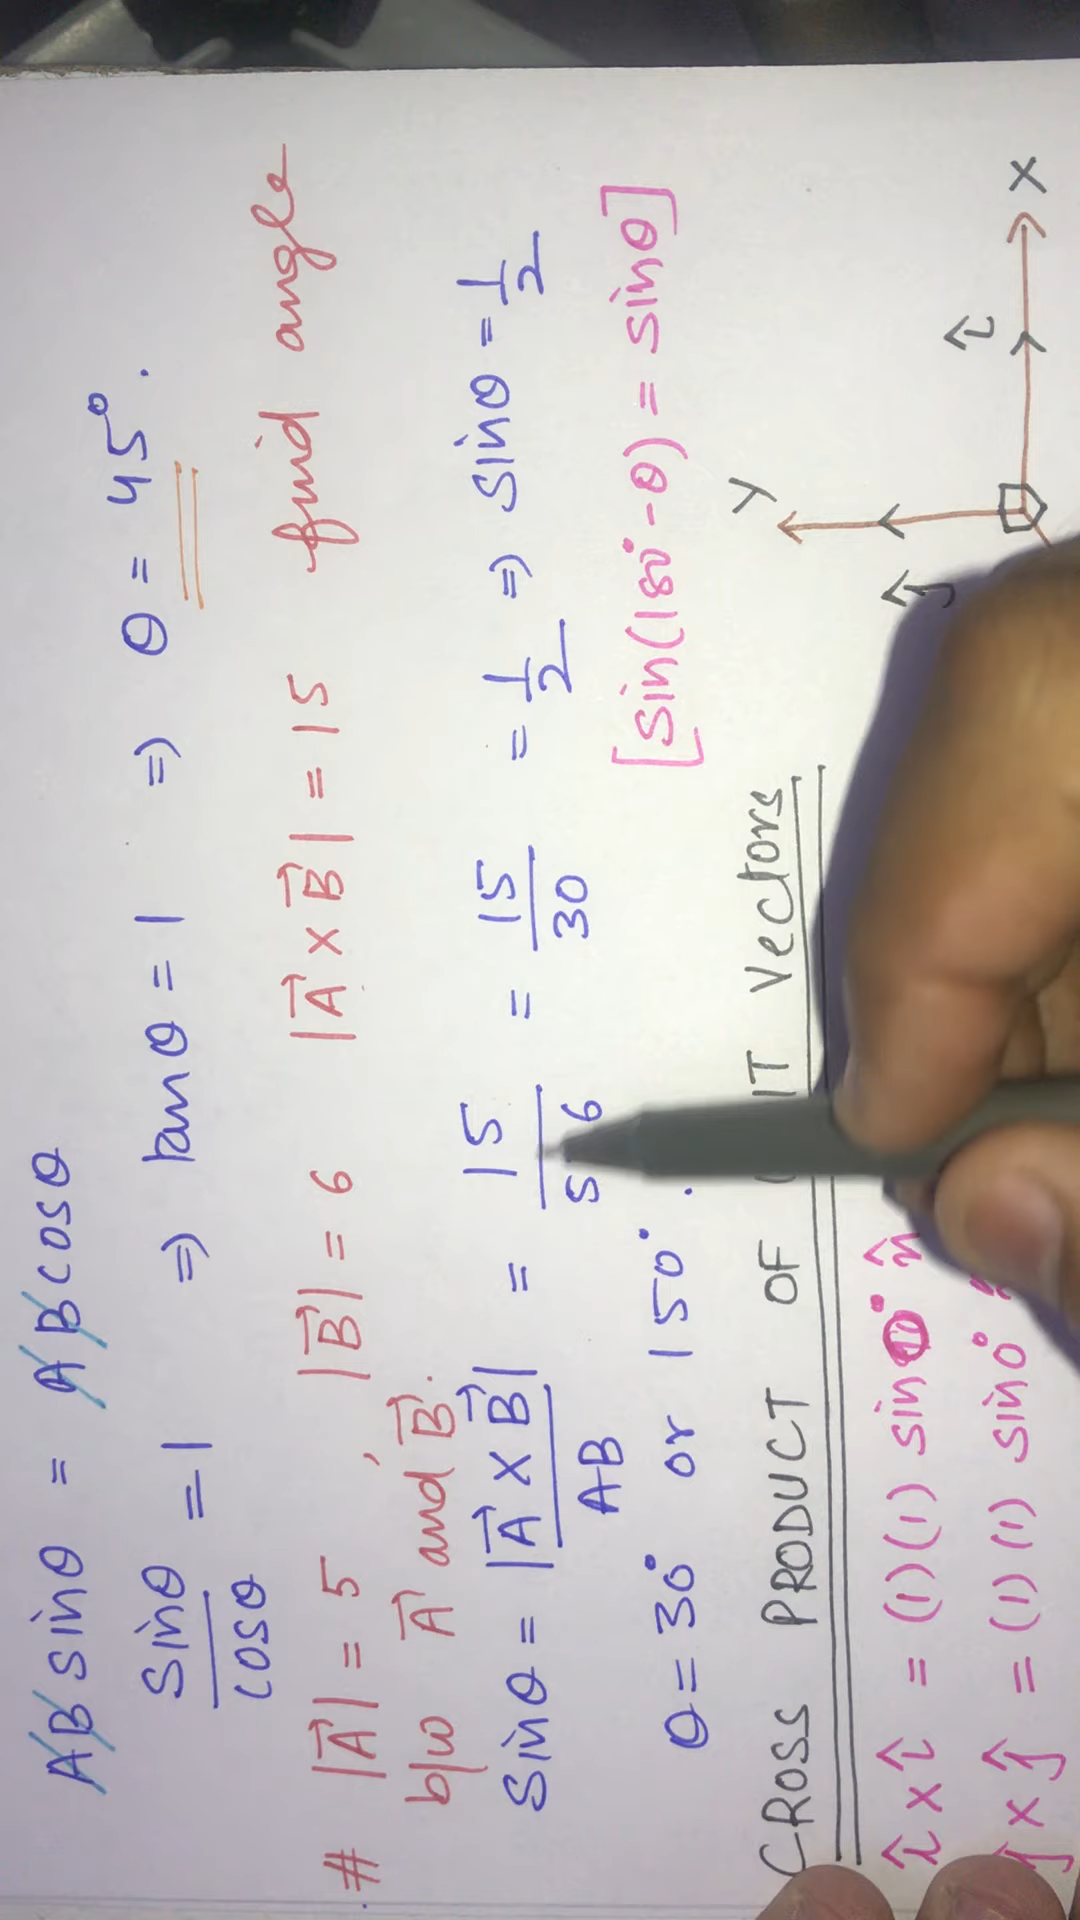 AB sinθ = AB cosθ
sinθ/cosθ = 1 ⇒ tanθ = 1 ⇒ θ = 45°.
# |A⃗| = 5, |B⃗| = 6 |A⃗ × B⃗| = 15 find angle
b/w A⃗ and B⃗.
sinθ = |A⃗ × B⃗|/AB = 15/5 6 = 15/30 = 1/2 ⇒ sinθ = 1/2
θ = 30° or 150°. [sin(180° - θ) = sinθ]
CROSS PRODUCT OF IT Vectors
î × î = (1)(1) sin0° n̂
ĵ × ĵ = (1)(1) sin0°
Y
ĵ
î
X